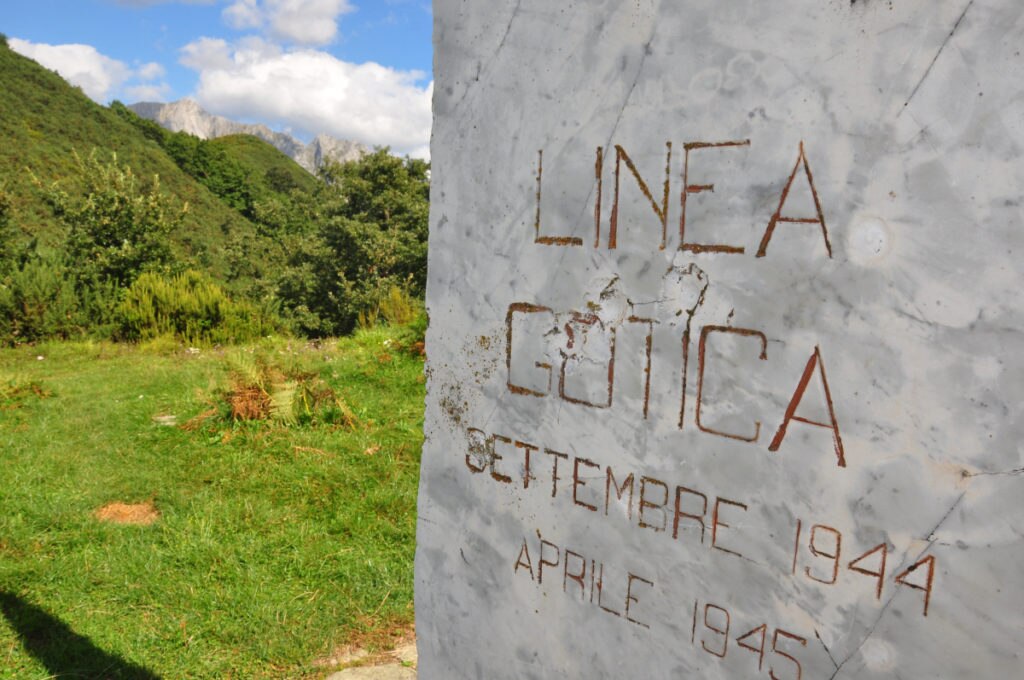 LINEA
GOTICA
SETTEMBRE 1944
APRILE 1945